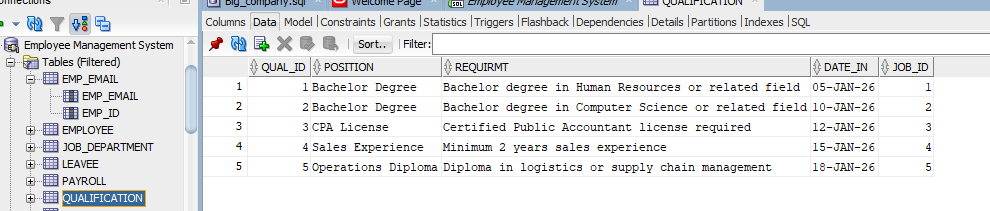 onnections
Big_company.sql
Welcome Page
Employee Management System
QUALIFICATION
Columns Data Model Constraints Grants Statistics Triggers Flashback Dependencies Details Partitions Indexes SQL
Sort.. Filter:
Employee Management System
Tables (Filtered)
EMP_EMAIL
EMP_EMAIL
EMP_ID
EMPLOYEE
JOB_DEPARTMENT
LEAVEE
PAYROLL
QUALIFICATION
QUAL_ID POSITION REQUIRMT DATE_IN JOB_ID
1 1 Bachelor Degree Bachelor degree in Human Resources or related field 05-JAN-26 1
2 2 Bachelor Degree Bachelor degree in Computer Science or related field 10-JAN-26 2
3 3 CPA License Certified Public Accountant license required 12-JAN-26 3
4 4 Sales Experience Minimum 2 years sales experience 15-JAN-26 4
5 5 Operations Diploma Diploma in logistics or supply chain management 18-JAN-26 5